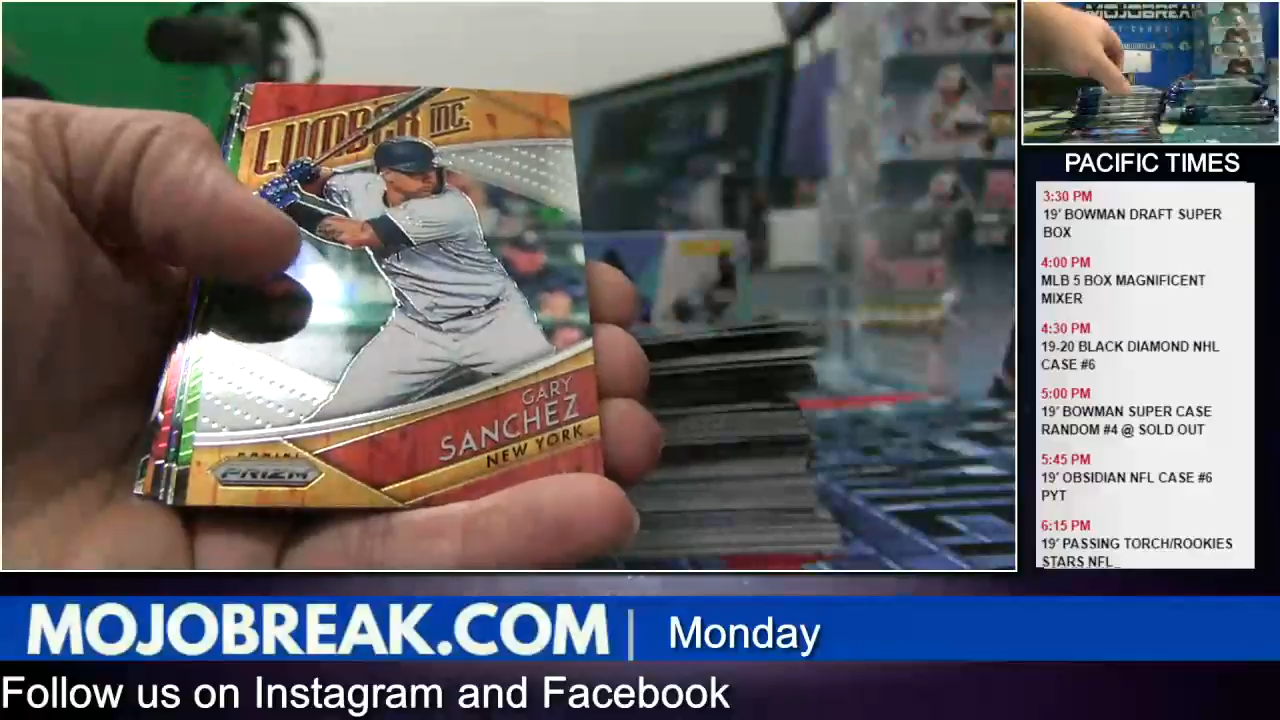 LUMBER INC.
GARY
SANCHEZ
NEW YORK
PANINI
PRIZM
MOJOBREAK
PACIFIC TIMES
3:30 PM
19' BOWMAN DRAFT SUPER
BOX
4:00 PM
MLB 5 BOX MAGNIFICENT
MIXER
4:30 PM
19-20 BLACK DIAMOND NHL
CASE #6
5:00 PM
19' BOWMAN SUPER CASE
RANDOM #4 @ SOLD OUT
5:45 PM
19' OBSIDIAN NFL CASE #6
PYT
6:15 PM
19' PASSING TORCH/ROOKIES
STARS NFL_
MOJOBREAK.COM | Monday
Follow us on Instagram and Facebook